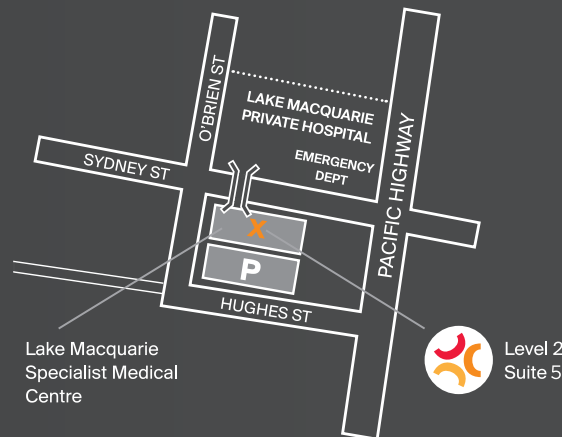 O'BRIEN ST
LAKE MACQUARIE
PRIVATE HOSPITAL
EMERGENCY
DEPT
SYDNEY ST
PACIFIC HIGHWAY
X
P
HUGHES ST
Lake Macquarie
Specialist Medical
Centre
Level 2
Suite 5